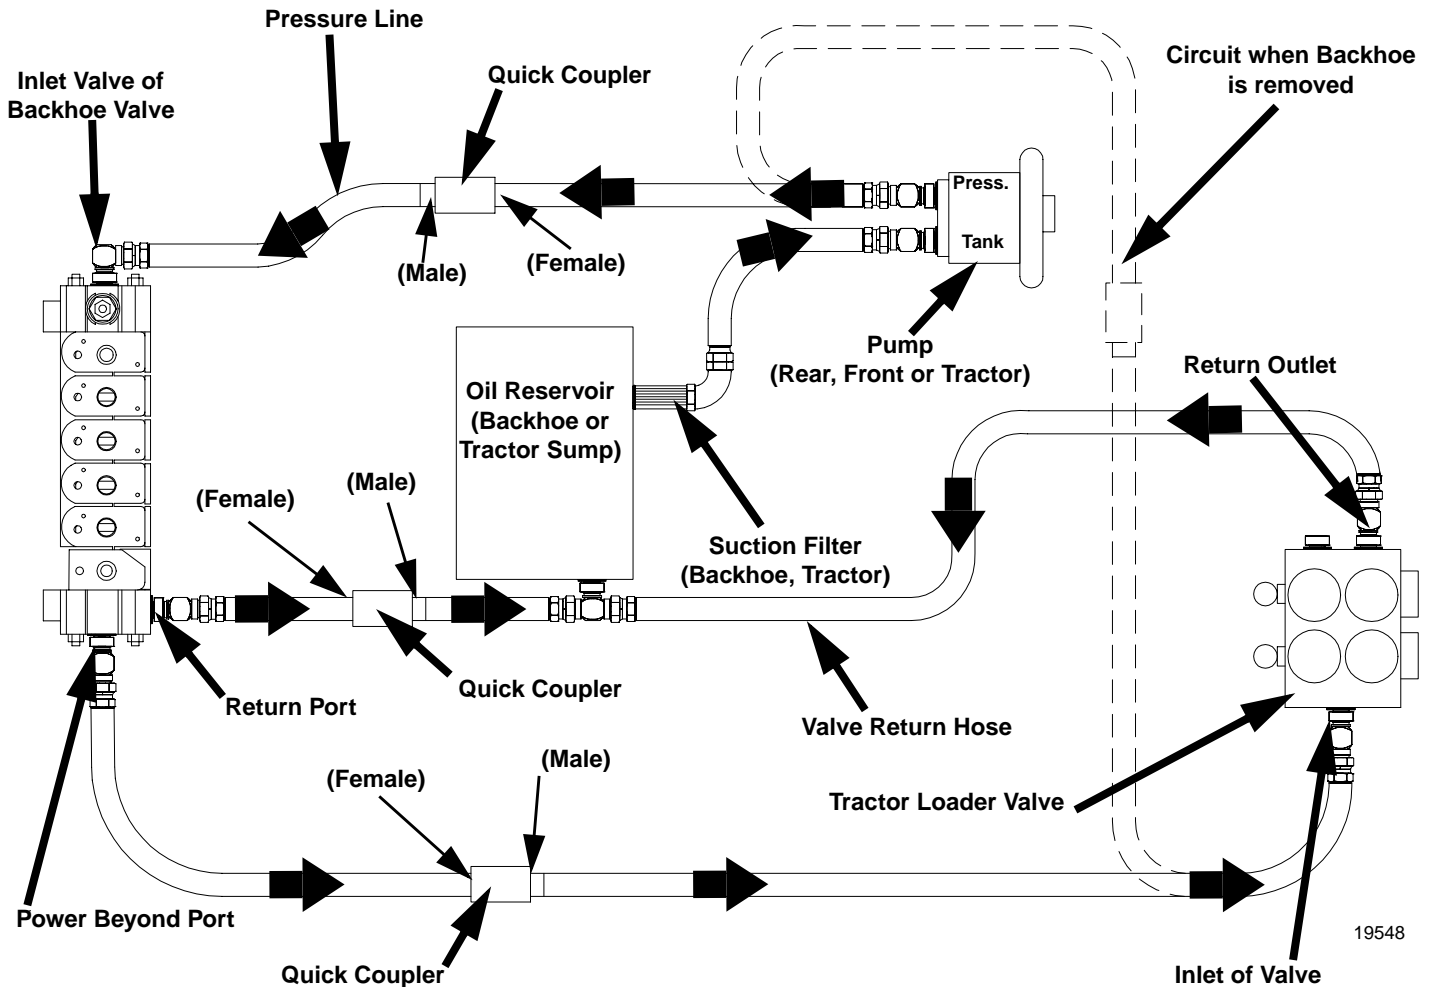 Pressure Line
Inlet Valve of
Backhoe Valve
Quick Coupler
Circuit when Backhoe
is removed
Press.
Tank
(Male)
(Female)
Pump
(Rear, Front or Tractor)
Return Outlet
Oil Reservoir
(Backhoe or
Tractor Sump)
(Female)
(Male)
Suction Filter
(Backhoe, Tractor)
Quick Coupler
Return Port
Valve Return Hose
(Female)
(Male)
Tractor Loader Valve
Power Beyond Port
Quick Coupler
19548
Inlet of Valve